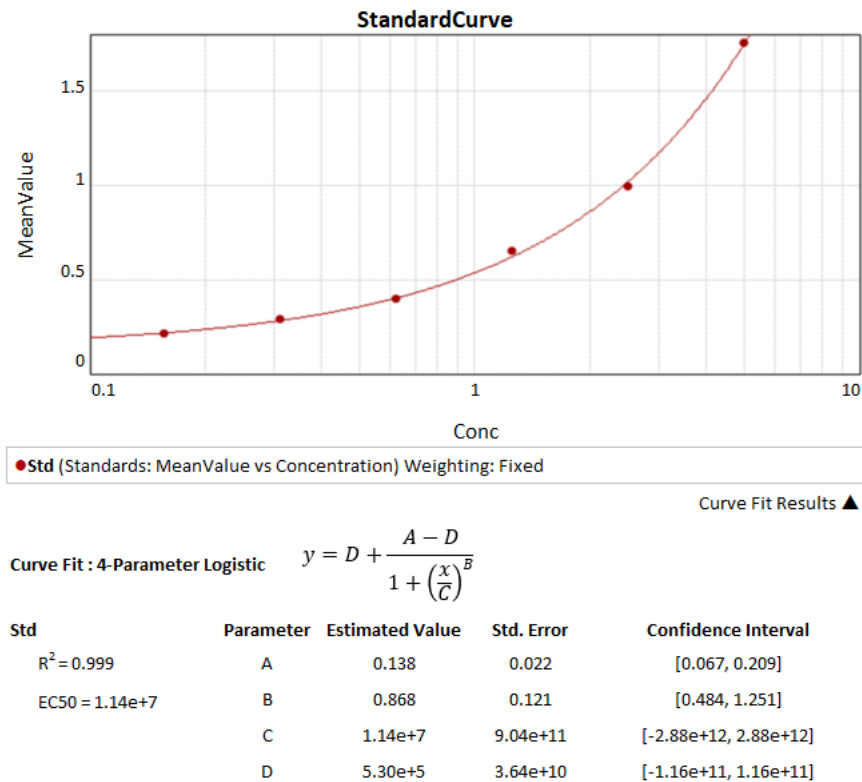 StandardCurve
1.5
1
0.5
0
MeanValue
0.1 1 10
Conc
Std (Standards: MeanValue vs Concentration) Weighting: Fixed
Curve Fit Results ▲
Curve Fit : 4-Parameter Logistic y = D + (A − D) / (1 + (x/C)^B)
Std Parameter Estimated Value Std. Error Confidence Interval
R² = 0.999 A 0.138 0.022 [0.067, 0.209]
EC50 = 1.14e+7 B 0.868 0.121 [0.484, 1.251]
C 1.14e+7 9.04e+11 [-2.88e+12, 2.88e+12]
D 5.30e+5 3.64e+10 [-1.16e+11, 1.16e+11]